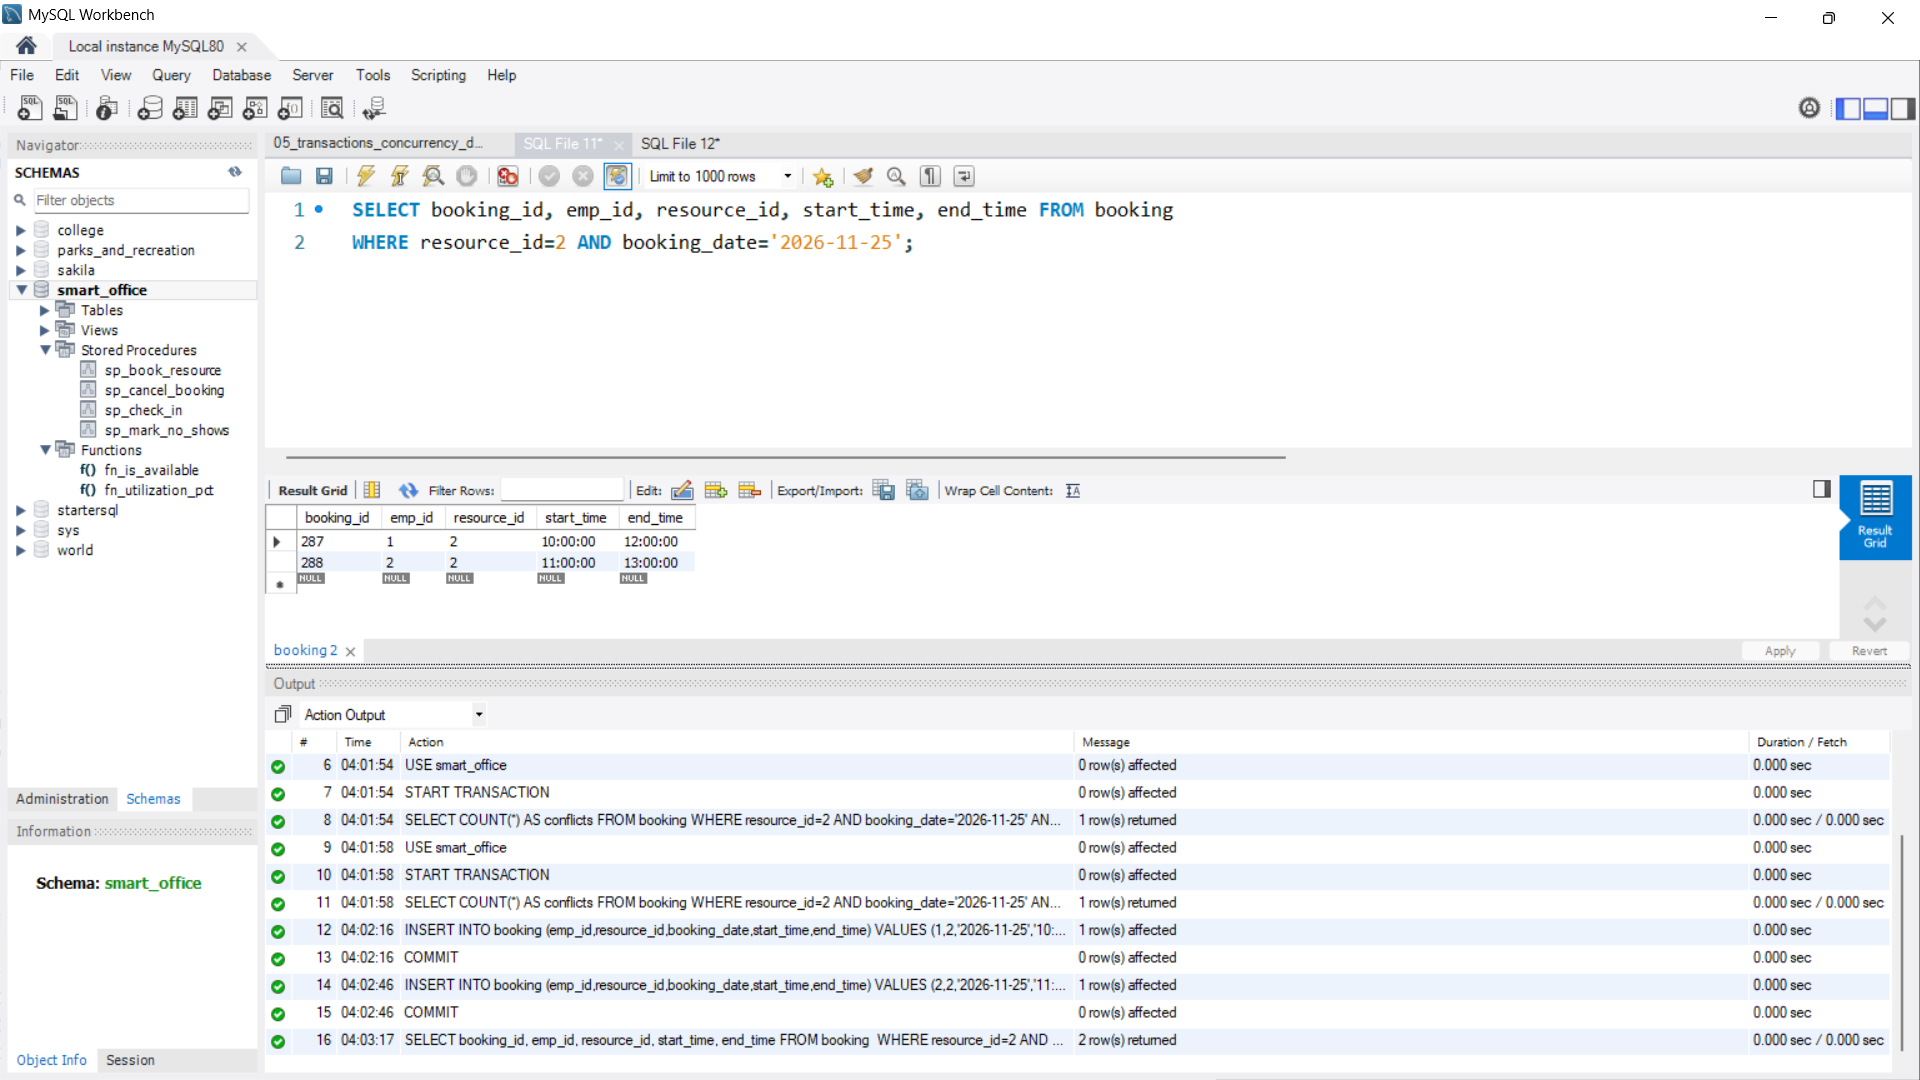 MySQL Workbench
Local instance MySQL80
File Edit View Query Database Server Tools Scripting Help
Navigator
SCHEMAS
Filter objects
college
parks_and_recreation
sakila
smart_office
Tables
Views
Stored Procedures
sp_book_resource
sp_cancel_booking
sp_check_in
sp_mark_no_shows
Functions
f() fn_is_available
f() fn_utilization_pct
startersql
sys
world
Administration Schemas
Information
Schema: smart_office
Object Info Session
05_transactions_concurrency_d... SQL File 11* SQL File 12*
Limit to 1000 rows
1 SELECT booking_id, emp_id, resource_id, start_time, end_time FROM booking
2 WHERE resource_id=2 AND booking_date='2026-11-25';
Result Grid Filter Rows: Edit: Export/Import: Wrap Cell Content:
booking_id emp_id resource_id start_time end_time
287 1 2 10:00:00 12:00:00
288 2 2 11:00:00 13:00:00
NULL NULL NULL NULL NULL
Result
Grid
booking 2
Apply Revert
Output
Action Output
# Time Action Message Duration / Fetch
6 04:01:54 USE smart_office 0 row(s) affected 0.000 sec
7 04:01:54 START TRANSACTION 0 row(s) affected 0.000 sec
8 04:01:54 SELECT COUNT(*) AS conflicts FROM booking WHERE resource_id=2 AND booking_date='2026-11-25' AN... 1 row(s) returned 0.000 sec / 0.000 sec
9 04:01:58 USE smart_office 0 row(s) affected 0.000 sec
10 04:01:58 START TRANSACTION 0 row(s) affected 0.000 sec
11 04:01:58 SELECT COUNT(*) AS conflicts FROM booking WHERE resource_id=2 AND booking_date='2026-11-25' AN... 1 row(s) returned 0.000 sec / 0.000 sec
12 04:02:16 INSERT INTO booking (emp_id,resource_id,booking_date,start_time,end_time) VALUES (1,2,'2026-11-25','10:... 1 row(s) affected 0.000 sec
13 04:02:16 COMMIT 0 row(s) affected 0.000 sec
14 04:02:46 INSERT INTO booking (emp_id,resource_id,booking_date,start_time,end_time) VALUES (2,2,'2026-11-25','11:... 1 row(s) affected 0.000 sec
15 04:02:46 COMMIT 0 row(s) affected 0.000 sec
16 04:03:17 SELECT booking_id, emp_id, resource_id, start_time, end_time FROM booking WHERE resource_id=2 AND ... 2 row(s) returned 0.000 sec / 0.000 sec